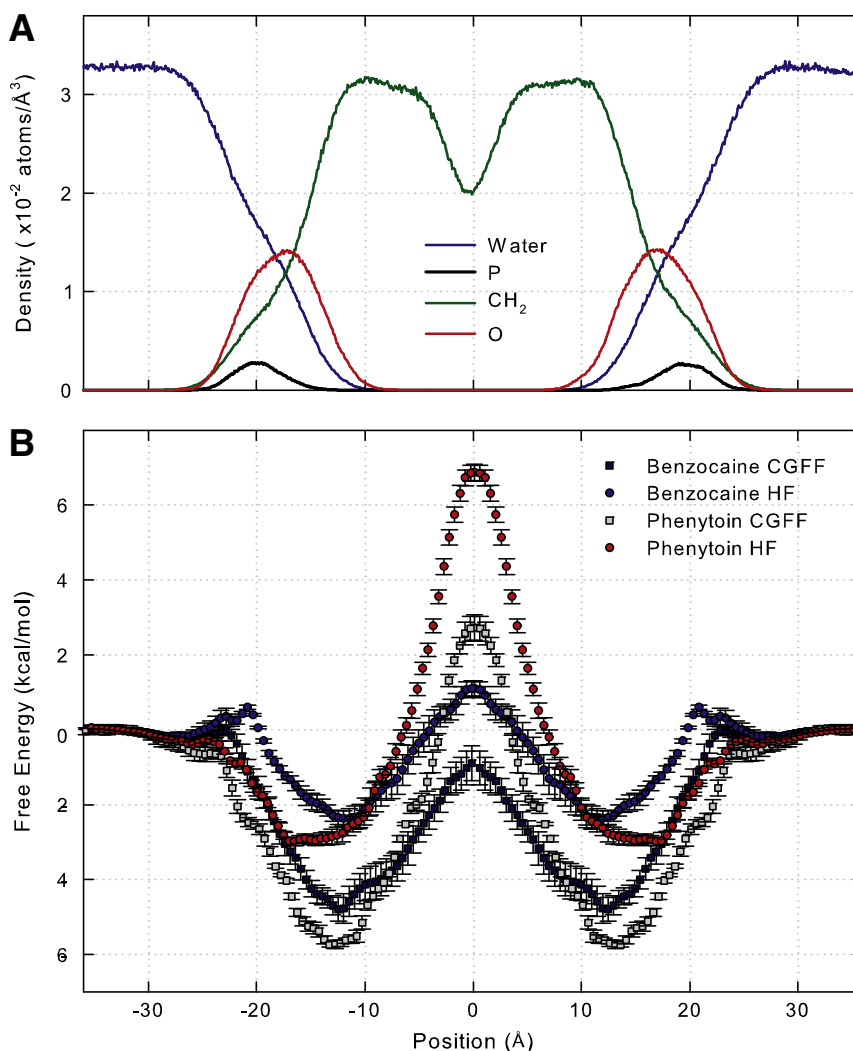 A
Density ( x10⁻² atoms/Å³)
3
2
1
0
Water
P
CH₂
O
B
Free Energy (kcal/mol)
6
4
2
0
2
4
6
Benzocaine CGFF
Benzocaine HF
Phenytoin CGFF
Phenytoin HF
-30
-20
-10
0
10
20
30
Position (Å)